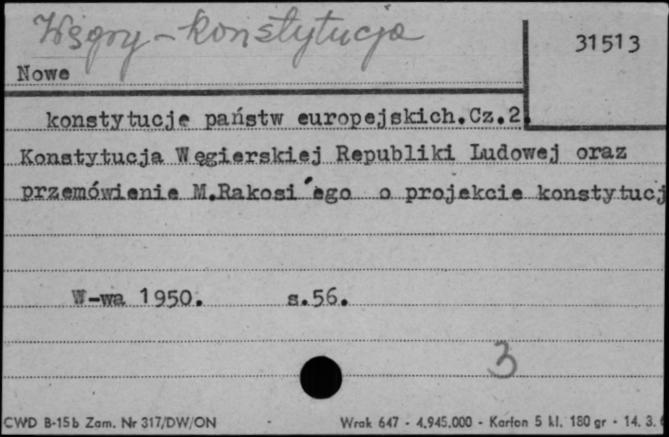 Węgry - konstytucja
31513
Nowe
konstytucje państw europejskich.Cz.2.
Konstytucja Węgierskiej Republiki Ludowej oraz
przemówienie M.Rakosi'ego o projekcie konstytucj
W-wa 1950. s.56.
3
CWD B-15b Zam. Nr 317/DW/ON Wrak 647 - 4.945.000 - Karton 5 kl. 180 gr - 14. 3.